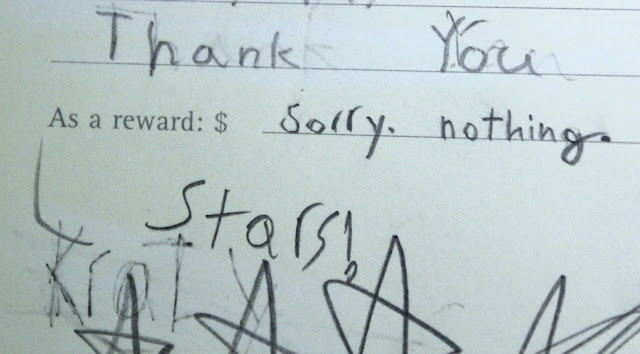 Thank You
As a reward: $ Sorry. nothing.
Stars!